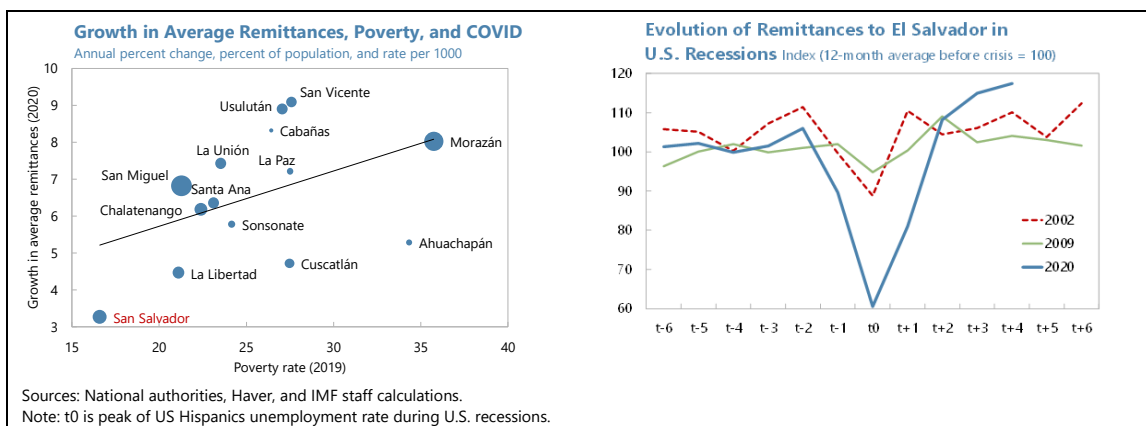 Growth in Average Remittances, Poverty, and COVID
Annual percent change, percent of population, and rate per 1000
Growth in average remittances (2020)
10
9
8
7
6
5
4
3
San Vicente
Usulután
Cabañas
Morazán
La Unión
La Paz
San Miguel
Santa Ana
Chalatenango
Sonsonate
Ahuachapán
Cuscatlán
La Libertad
San Salvador
15 20 25 30 35 40
Poverty rate (2019)
Evolution of Remittances to El Salvador in
U.S. Recessions Index (12-month average before crisis = 100)
120
110
100
90
80
70
60
2002
2009
2020
t-6 t-5 t-4 t-3 t-2 t-1 t0 t+1 t+2 t+3 t+4 t+5 t+6
Sources: National authorities, Haver, and IMF staff calculations.
Note: t0 is peak of US Hispanics unemployment rate during U.S. recessions.